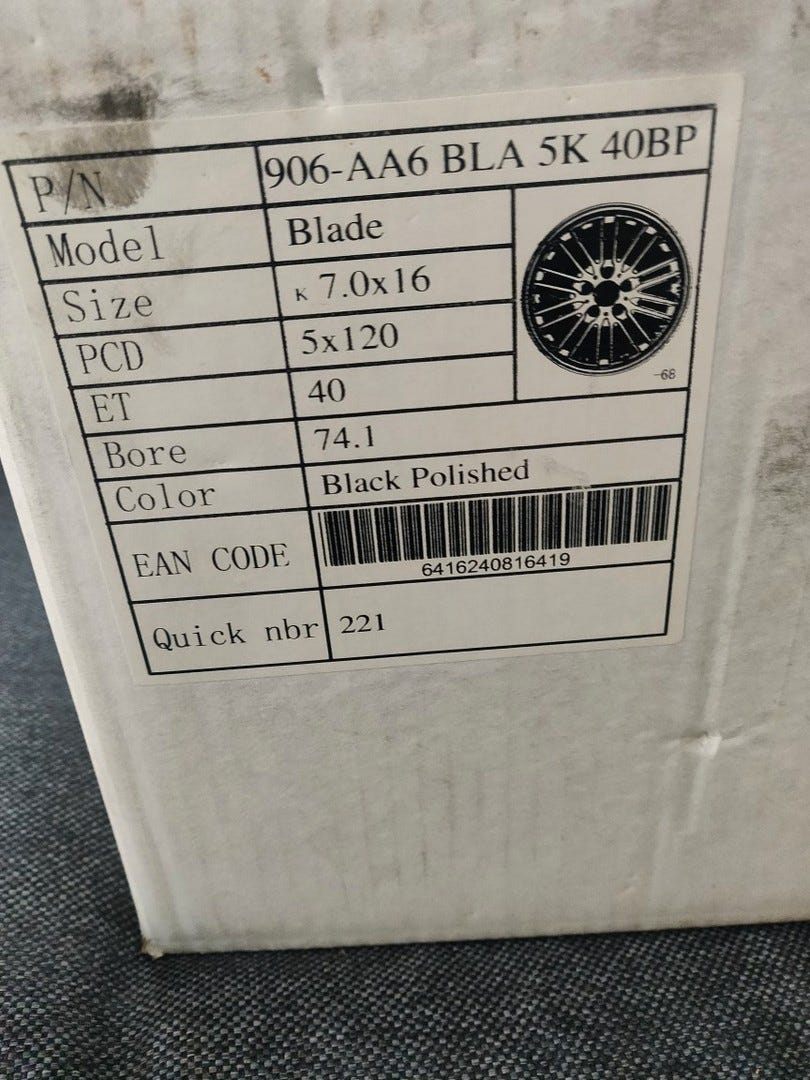 P/N 906-AA6 BLA 5K 40BP
Model Blade
Size K 7.0x16
PCD 5x120
-68
ET 40
Bore 74.1
Color Black Polished
EAN CODE 6416240816419
Quick nbr 221